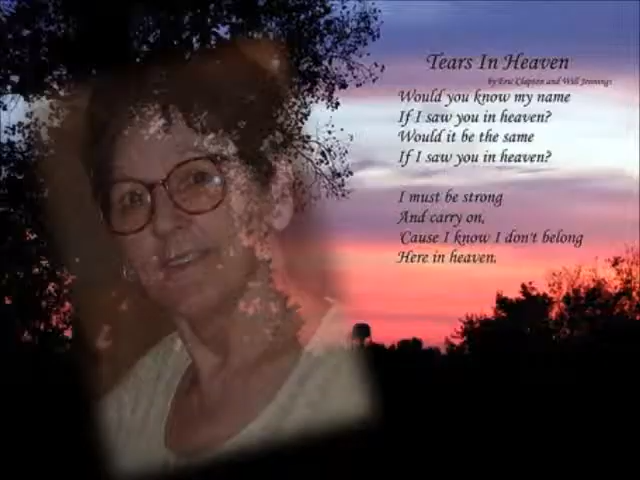 Tears In Heaven
by Eric Clapton and Will Jennings
Would you know my name
If I saw you in heaven?
Would it be the same
If I saw you in heaven?
I must be strong
And carry on,
'Cause I know I don't belong
Here in heaven.